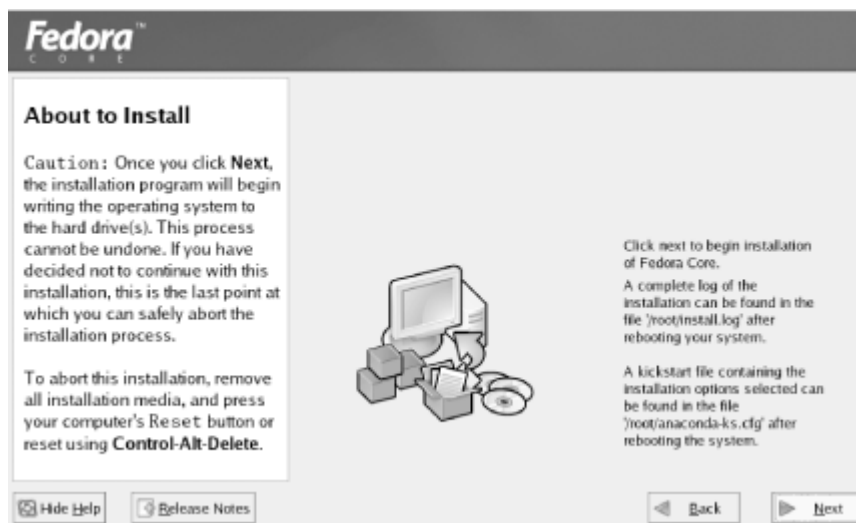 Fedora™
CORE
About to Install
Caution: Once you click Next,
the installation program will begin
writing the operating system to
the hard drive(s). This process
cannot be undone. If you have
decided not to continue with this
installation, this is the last point at
which you can safely abort the
installation process.
To abort this installation, remove
all installation media, and press
your computer's Reset button or
reset using Control-Alt-Delete.
Click next to begin installation
of Fedora Core.
A complete log of the
installation can be found in the
file '/root/install.log' after
rebooting your system.
A kickstart file containing the
installation options selected can
be found in the file
'/root/anaconda-ks.cfg' after
rebooting the system.
Hide Help
Release Notes
Back
Next